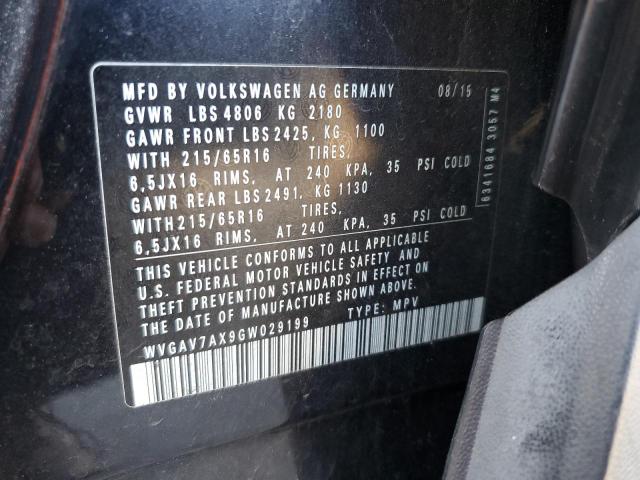 MFD BY VOLKSWAGEN AG GERMANY 08/15
GVWR LBS 4806 KG 2180
GAWR FRONT LBS 2425, KG 1100
WITH 215/65R16 TIRES,
6,5JX16 RIMS, AT 240 KPA, 35 PSI COLD
GAWR REAR LBS 2491, KG 1130
WITH215/65R16 TIRES,
6,5JX16 RIMS, AT 240 KPA, 35 PSI COLD
THIS VEHICLE CONFORMS TO ALL APPLICABLE
U.S. FEDERAL MOTOR VEHICLE SAFETY AND
THEFT PREVENTION STANDARDS IN EFFECT ON
THE DATE OF MANUFACTURE SHOWN ABOVE.
WVGAV7AX9GW029199 TYPE: MPV
6341684 3057 M4